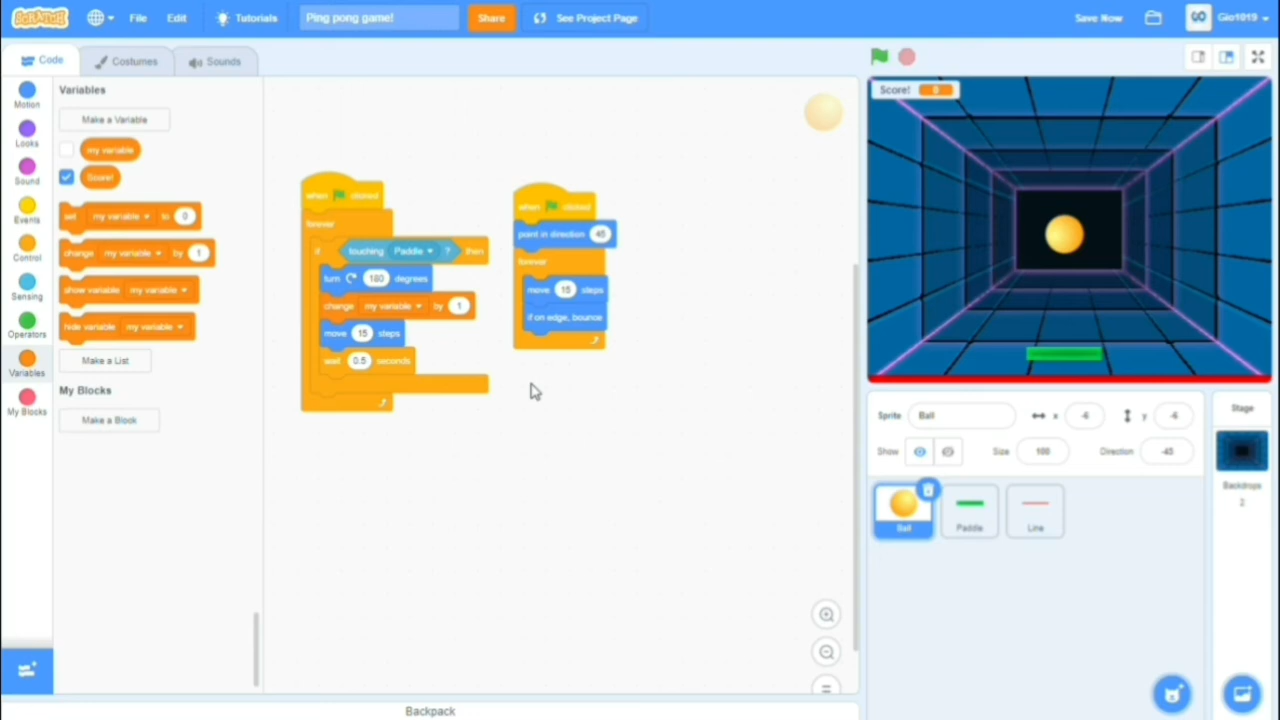 SCRATCH File Edit Tutorials Ping pong game! Share See Project Page Save Now Gio1019
Code Costumes Sounds
Motion
Looks
Sound
Events
Control
Sensing
Operators
Variables
My Blocks
Variables
Make a Variable
my variable
Score!
set my variable to 0
change my variable by 1
show variable my variable
hide variable my variable
Make a List
My Blocks
Make a Block
when clicked
forever
if touching Paddle ? then
turn 180 degrees
change my variable by 1
move 15 steps
wait 0.5 seconds
when clicked
point in direction 45
forever
move 15 steps
if on edge, bounce
Score! 0
Sprite Ball x -6 y -6
Show Size 100 Direction -45
Ball
Paddle
Line
Stage
Backdrops
2
Backpack